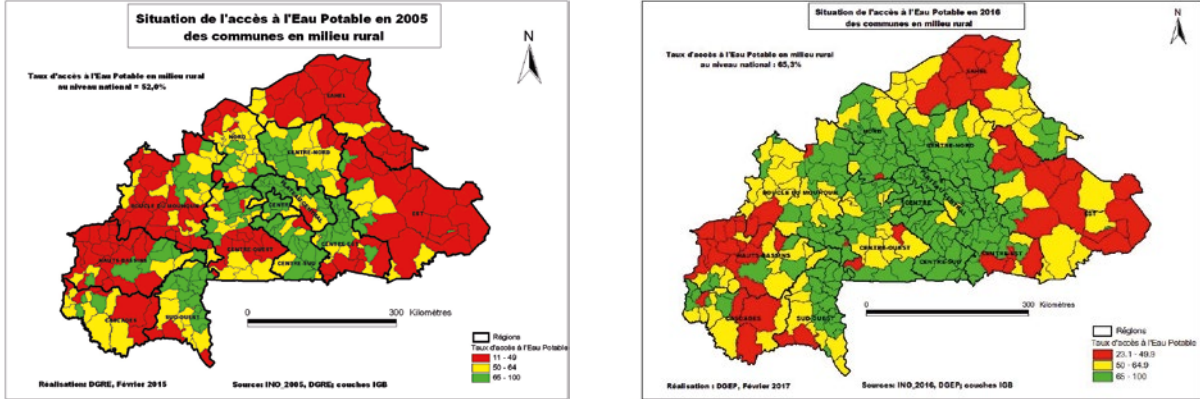 Situation de l'accès à l'Eau Potable en 2005
des communes en milieu rural
N
Taux d'accès à l'Eau Potable en milieu rural
au niveau national = 52,0%
SAHEL
NORD
CENTRE-NORD
BOUCLE DU MOUHOUN
CENTRE
EST
CENTRE-EST
CENTRE-OUEST
CENTRE-SUD
HAUTS-BASSINS
CASCADES
SUD-OUEST
0 300 Kilomètres
Régions
Taux d'accès à l'Eau Potable
11 - 49
50 - 64
65 - 100
Réalisation: DGRE, Février 2015
Sources: INO_2005, DGRE; couches IGB
Situation de l'accès à l'Eau Potable en 2016
des communes en milieu rural
N
Taux d'accès à l'Eau Potable en milieu rural
au niveau national : 65,3%
SAHEL
NORD
CENTRE-NORD
BOUCLE DU MOUHOUN
CENTRE
EST
CENTRE-OUEST
CENTRE-EST
HAUTS-BASSINS
CENTRE-SUD
CASCADES
SUD-OUEST
0 300 Kilomètres
Régions
Taux d'accès à l'Eau Potable
23.1 - 49.9
50 - 64.9
65 - 100
Réalisation : DGEP, Février 2017
Sources: INO_2016, DGEP; couches IGB